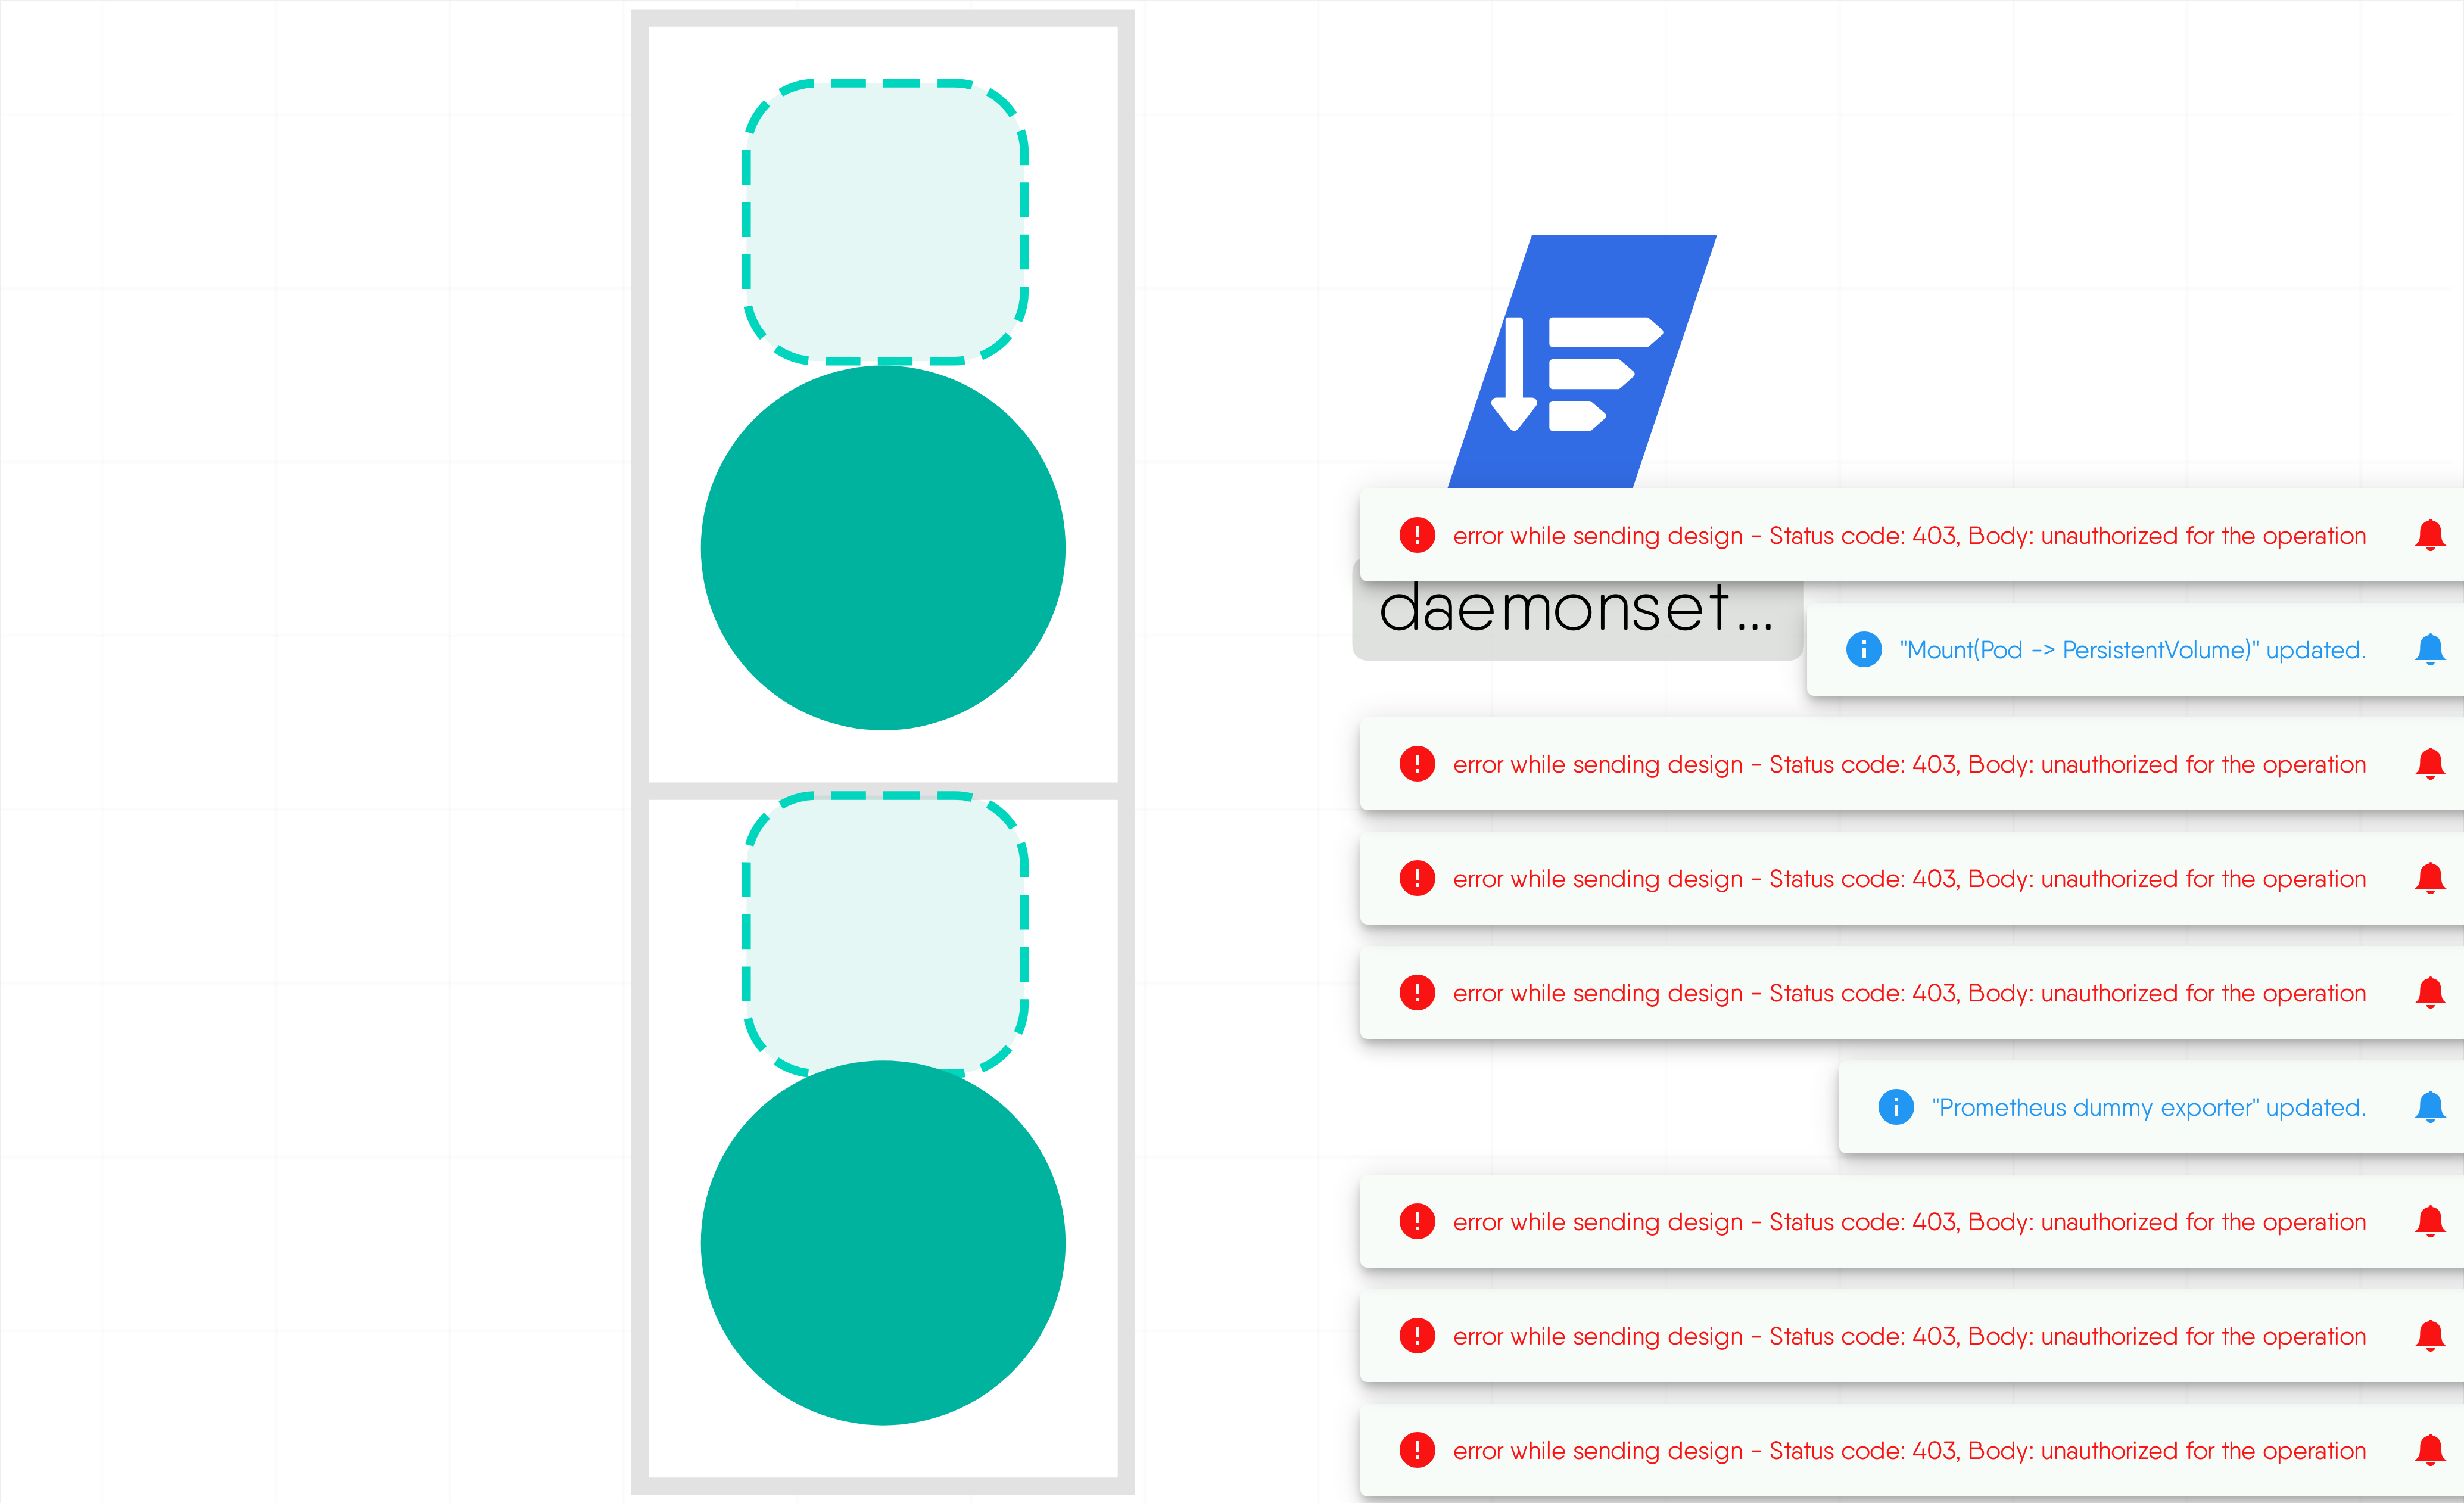 error while sending design - Status code: 403, Body: unauthorized for the operation
daemonset...
"Mount(Pod -> PersistentVolume)" updated.
error while sending design - Status code: 403, Body: unauthorized for the operation
error while sending design - Status code: 403, Body: unauthorized for the operation
error while sending design - Status code: 403, Body: unauthorized for the operation
"Prometheus dummy exporter" updated.
error while sending design - Status code: 403, Body: unauthorized for the operation
error while sending design - Status code: 403, Body: unauthorized for the operation
error while sending design - Status code: 403, Body: unauthorized for the operation